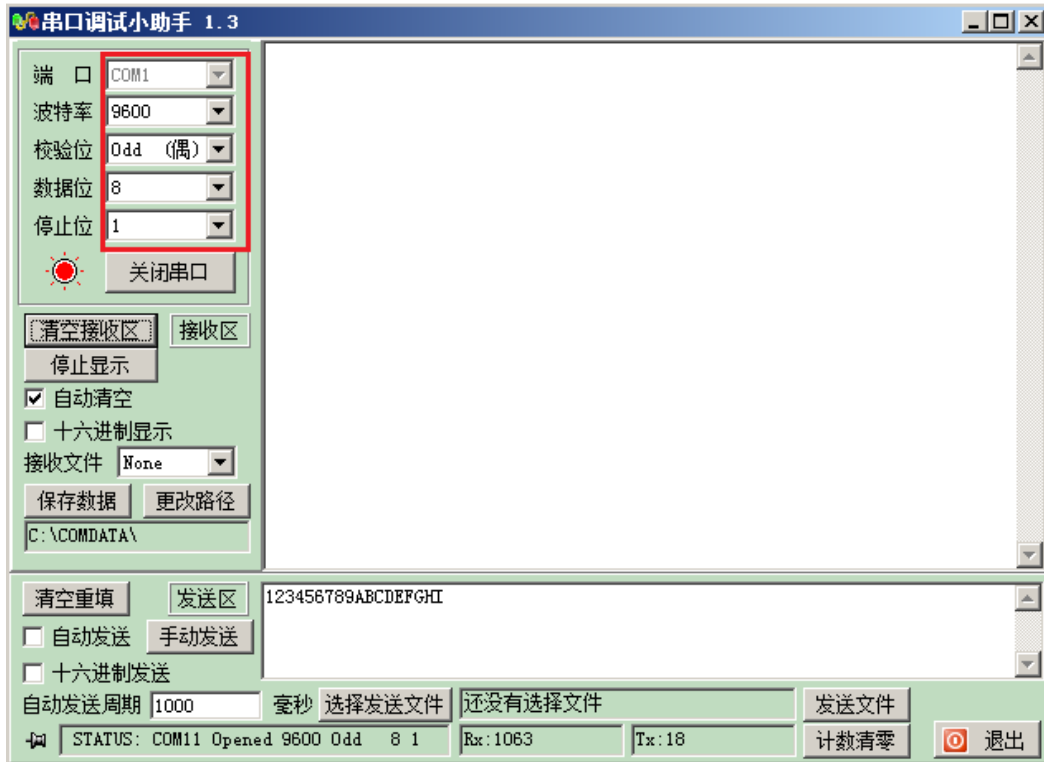 串口调试小助手 1.3
端 口 COM1
波特率 9600
校验位 Odd (偶)
数据位 8
停止位 1
关闭串口
清空接收区 接收区
停止显示
自动清空
十六进制显示
接收文件 None
保存数据 更改路径
C:\COMDATA\
清空重填 发送区 123456789ABCDEFGHI
自动发送 手动发送
十六进制发送
自动发送周期 1000 毫秒 选择发送文件 还没有选择文件 发送文件
STATUS: COM11 Opened 9600 Odd 8 1 Rx:1063 Tx:18 计数清零 退出